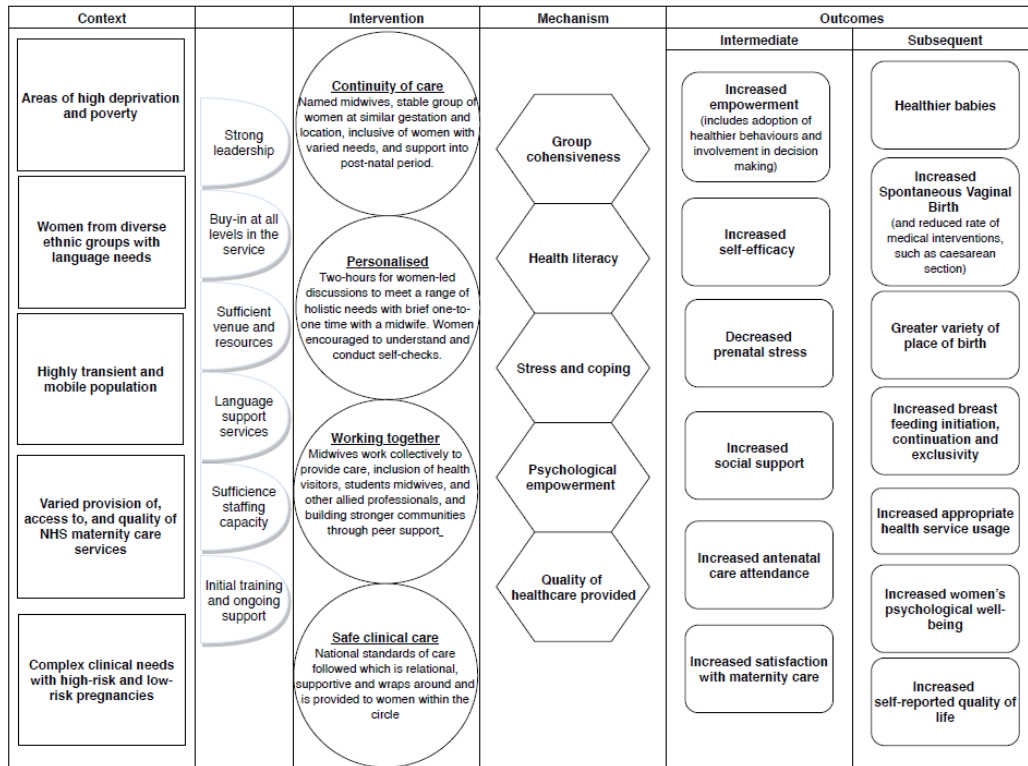 Context
Intervention
Mechanism
Outcomes
Intermediate
Subsequent
Areas of high deprivation
and poverty
Women from diverse
ethnic groups with
language needs
Highly transient and
mobile population
Varied provision of,
access to, and quality of
NHS maternity care
services
Complex clinical needs
with high-risk and low-
risk pregnancies
Strong
leadership
Buy-in at all
levels in the
service
Sufficient
venue and
resources
Language
support
services
Sufficience
staffing
capacity
Initial training
and ongoing
support
Continuity of care
Named midwives, stable group of
women at similar gestation and
location, inclusive of women with
varied needs, and support into
post-natal period.
Personalised
Two-hours for women-led
discussions to meet a range of
holistic needs with brief one-to-
one time with a midwife. Women
encouraged to understand and
conduct self-checks.
Working together
Midwives work collectively to
provide care, inclusion of health
visitors, students midwives, and
other allied professionals, and
building stronger communities
through peer support
Safe clinical care
National standards of care
followed which is relational,
supportive and wraps around and
is provided to women within the
circle
Group
cohensiveness
Health literacy
Stress and coping
Psychological
empowerment
Quality of
healthcare provided
Increased
empowerment
(includes adoption of
healthier behaviours and
involvement in decision
making)
Increased
self-efficacy
Decreased
prenatal stress
Increased
social support
Increased antenatal
care attendance
Increased satisfaction
with maternity care
Healthier babies
Increased
Spontaneous Vaginal
Birth
(and reduced rate of
medical interventions,
such as caesarean
section)
Greater variety of
place of birth
Increased breast
feeding initiation,
continuation and
exclusivity
Increased appropriate
health service usage
Increased women's
psychological well-
being
Increased
self-reported quality of
life